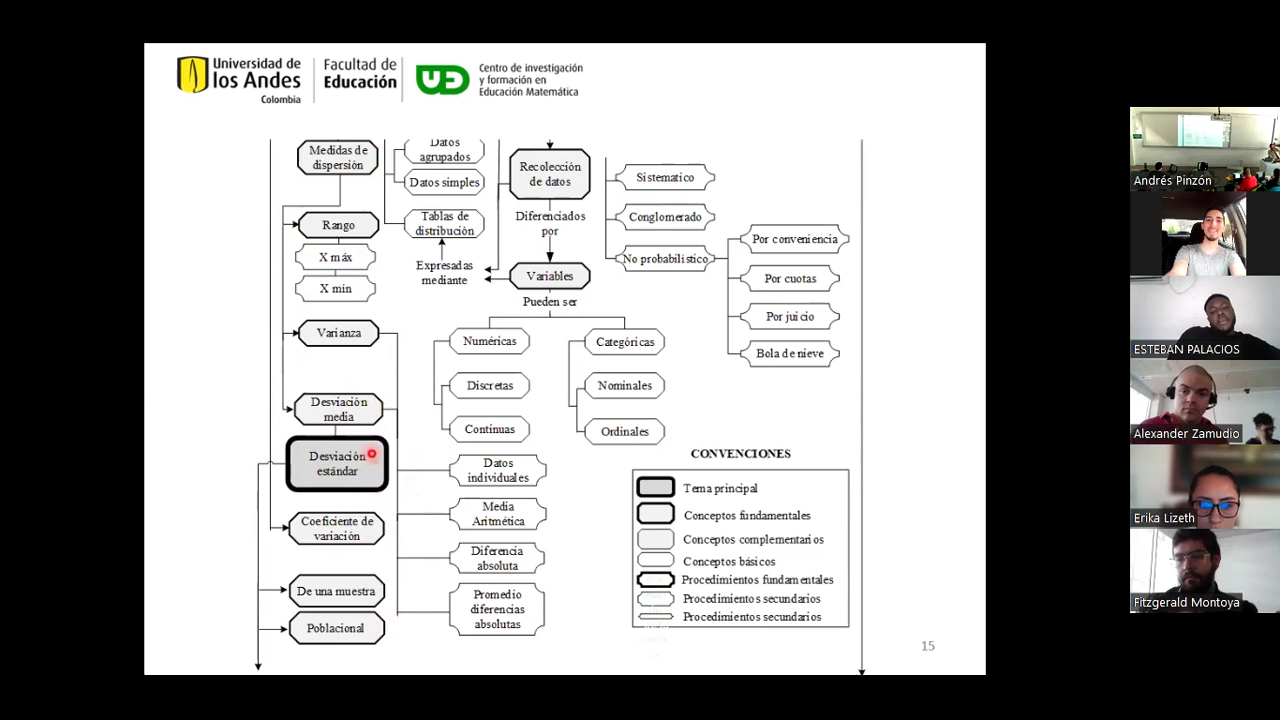 Universidad de
los Andes
Colombia
Facultad de
Educación
UD
Centro de investigación
y formación en
Educación Matemática
Medidas de
dispersión
Rango
X máx
X min
Varianza
Desviación
media
Desviación
estándar
Coeficiente de
variación
De una muestra
Poblacional
Datos
agrupados
Datos simples
Tablas de
distribución
Expresadas
mediante
Recolección
de datos
Diferenciados
por
Variables
Pueden ser
Numéricas
Discretas
Continuas
Categóricas
Nominales
Ordinales
Datos
individuales
Media
Aritmética
Diferencia
absoluta
Promedio
diferencias
absolutas
Sistematico
Conglomerado
No probabilistico
Por conveniencia
Por cuotas
Por juicio
Bola de nieve
CONVENCIONES
Tema principal
Conceptos fundamentales
Conceptos complementarios
Conceptos básicos
Procedimientos fundamentales
Procedimientos secundarios
Procedimientos secundarios
15
Andrés Pinzón
ESTEBAN PALACIOS
Alexander Zamudio
Erika Lizeth
Fitzgerald Montoya